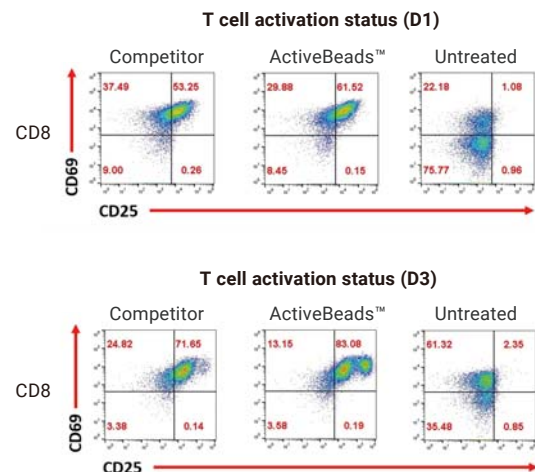 T cell activation status (D1)
Competitor ActiveBeads™ Untreated
37.49 53.25 29.88 61.52 22.18 1.08
CD8
CD69
9.00 0.26 8.45 0.15 75.77 0.96
CD25
T cell activation status (D3)
Competitor ActiveBeads™ Untreated
24.82 71.65 13.15 83.08 61.32 2.35
CD8
CD69
3.38 0.14 3.58 0.19 35.48 0.85
CD25